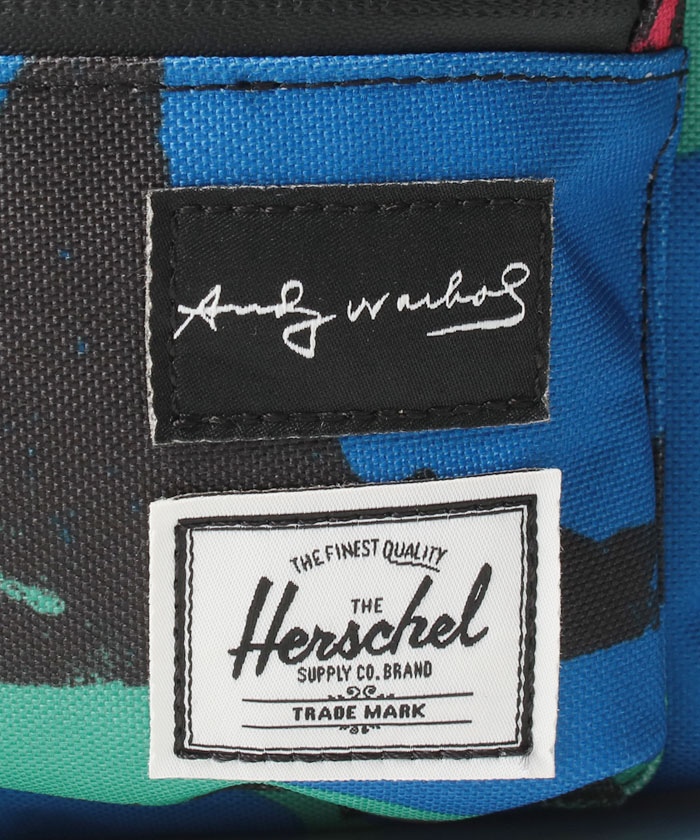 Andy Warhol
THE FINEST QUALITY
THE
Herschel
SUPPLY CO. BRAND
TRADE MARK